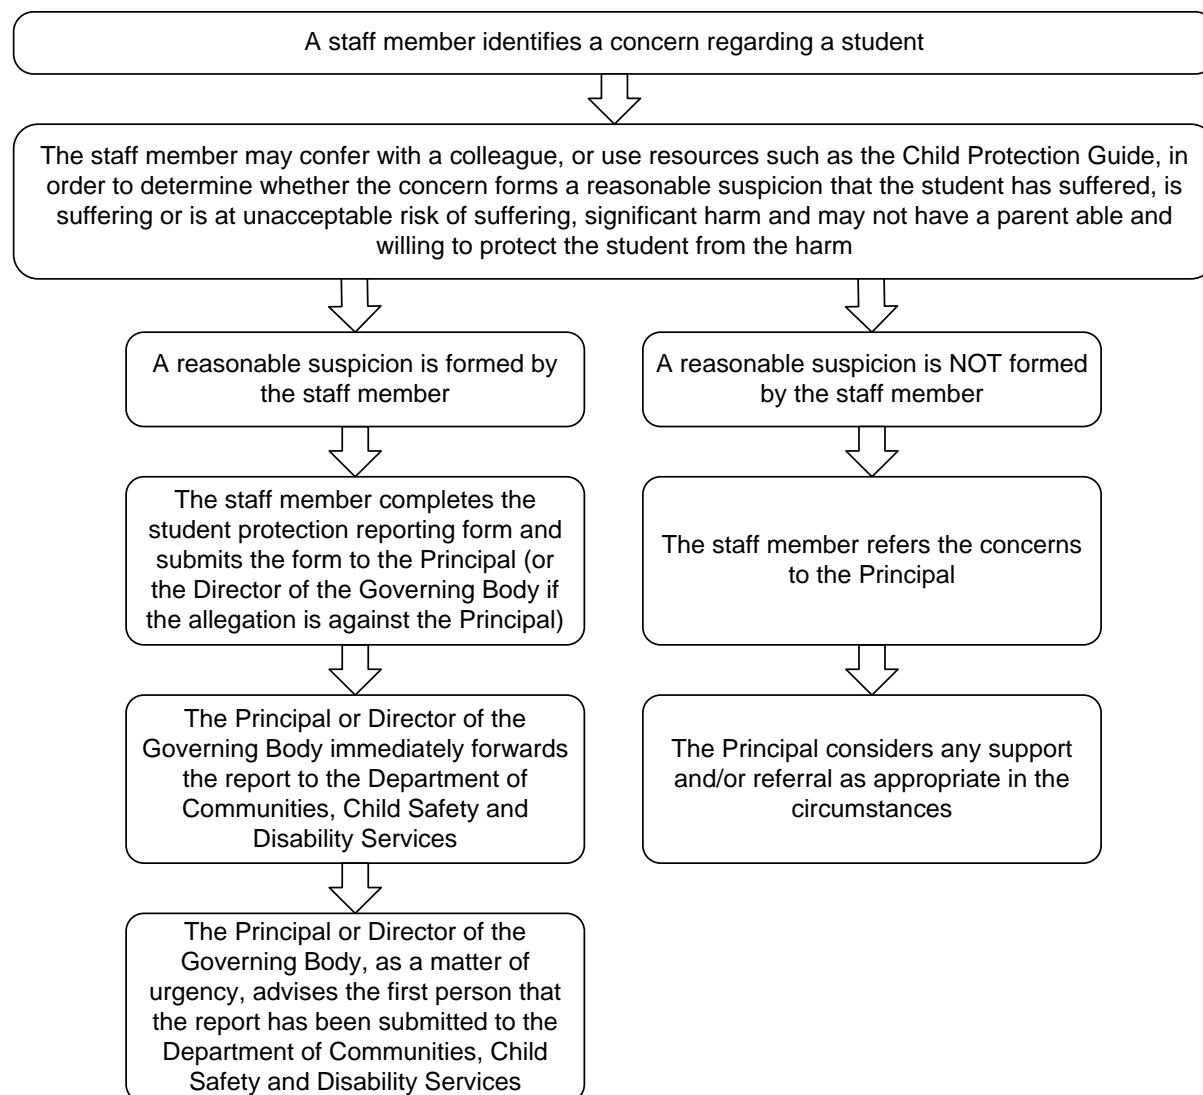 A staff member identifies a concern regarding a student
The staff member may confer with a colleague, or use resources such as the Child Protection Guide, in
order to determine whether the concern forms a reasonable suspicion that the student has suffered, is
suffering or is at unacceptable risk of suffering, significant harm and may not have a parent able and
willing to protect the student from the harm
A reasonable suspicion is formed by
the staff member
A reasonable suspicion is NOT formed
by the staff member
The staff member completes the
student protection reporting form and
submits the form to the Principal (or
the Director of the Governing Body if
the allegation is against the Principal)
The staff member refers the concerns
to the Principal
The Principal or Director of the
Governing Body immediately forwards
the report to the Department of
Communities, Child Safety and
Disability Services
The Principal considers any support
and/or referral as appropriate in the
circumstances
The Principal or Director of the
Governing Body, as a matter of
urgency, advises the first person that
the report has been submitted to the
Department of Communities, Child
Safety and Disability Services